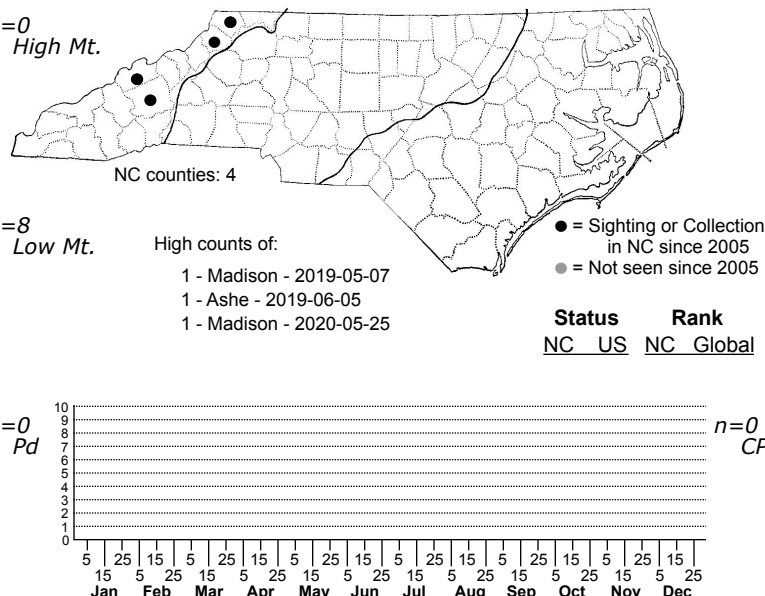 =0
High Mt.
NC counties: 4
=8
Low Mt.
High counts of:
1 - Madison - 2019-05-07
1 - Ashe - 2019-06-05
1 - Madison - 2020-05-25
= Sighting or Collection
in NC since 2005
= Not seen since 2005
Status Rank
NC US NC Global
=0
Pd
n=0
CP
10
9
8
7
6
5
4
3
2
1
0
5 25 15 5 25 15 5 25 15 5 25 15 5 25 15 5 25 15
15 5 25 15 5 25 15 5 25 15 5 25 15 5 25 15 5 25
Jan Feb Mar Apr May Jun Jul Aug Sep Oct Nov Dec